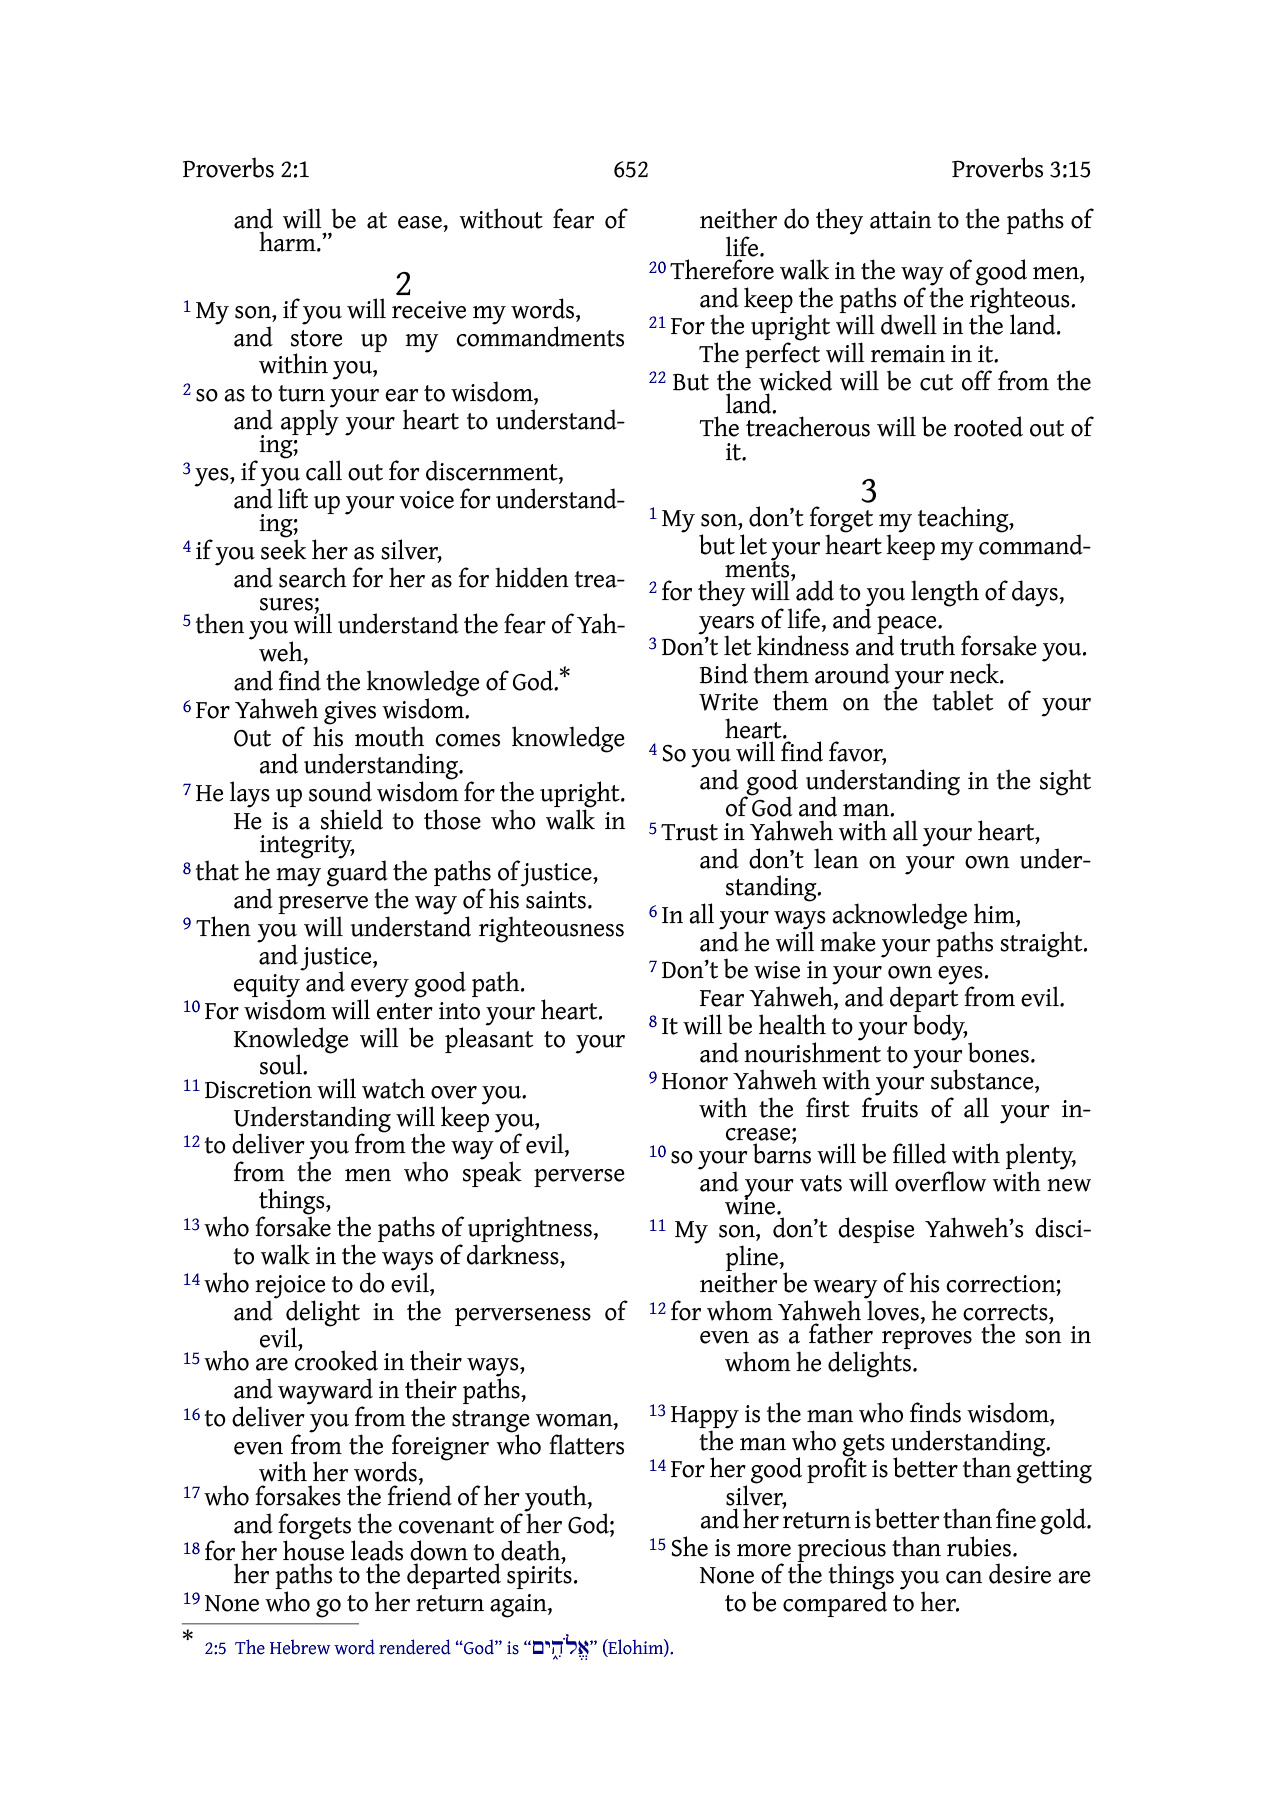 Proverbs 2:1 652 Proverbs 3:15
and will be at ease, without fear of
harm.”
2
1 My son, if you will receive my words,
and store up my commandments
within you,
2 so as to turn your ear to wisdom,
and apply your heart to understand-
ing;
3 yes, if you call out for discernment,
and lift up your voice for understand-
ing;
4 if you seek her as silver,
and search for her as for hidden trea-
sures;
5 then you will understand the fear of Yah-
weh,
and find the knowledge of God.*
6 For Yahweh gives wisdom.
Out of his mouth comes knowledge
and understanding.
7 He lays up sound wisdom for the upright.
He is a shield to those who walk in
integrity,
8 that he may guard the paths of justice,
and preserve the way of his saints.
9 Then you will understand righteousness
and justice,
equity and every good path.
10 For wisdom will enter into your heart.
Knowledge will be pleasant to your
soul.
11 Discretion will watch over you.
Understanding will keep you,
12 to deliver you from the way of evil,
from the men who speak perverse
things,
13 who forsake the paths of uprightness,
to walk in the ways of darkness,
14 who rejoice to do evil,
and delight in the perverseness of
evil,
15 who are crooked in their ways,
and wayward in their paths,
16 to deliver you from the strange woman,
even from the foreigner who flatters
with her words,
17 who forsakes the friend of her youth,
and forgets the covenant of her God;
18 for her house leads down to death,
her paths to the departed spirits.
19 None who go to her return again,
neither do they attain to the paths of
life.
20 Therefore walk in the way of good men,
and keep the paths of the righteous.
21 For the upright will dwell in the land.
The perfect will remain in it.
22 But the wicked will be cut off from the
land.
The treacherous will be rooted out of
it.
3
1 My son, don’t forget my teaching,
but let your heart keep my command-
ments,
2 for they will add to you length of days,
years of life, and peace.
3 Don’t let kindness and truth forsake you.
Bind them around your neck.
Write them on the tablet of your
heart.
4 So you will find favor,
and good understanding in the sight
of God and man.
5 Trust in Yahweh with all your heart,
and don’t lean on your own under-
standing.
6 In all your ways acknowledge him,
and he will make your paths straight.
7 Don’t be wise in your own eyes.
Fear Yahweh, and depart from evil.
8 It will be health to your body,
and nourishment to your bones.
9 Honor Yahweh with your substance,
with the first fruits of all your in-
crease;
10 so your barns will be filled with plenty,
and your vats will overflow with new
wine.
11 My son, don’t despise Yahweh’s disci-
pline,
neither be weary of his correction;
12 for whom Yahweh loves, he corrects,
even as a father reproves the son in
whom he delights.
13 Happy is the man who finds wisdom,
the man who gets understanding.
14 For her good profit is better than getting
silver,
and her return is better than fine gold.
15 She is more precious than rubies.
None of the things you can desire are
to be compared to her.
* 2:5 The Hebrew word rendered “God” is “אֱלֹהִ֑ים” (Elohim).